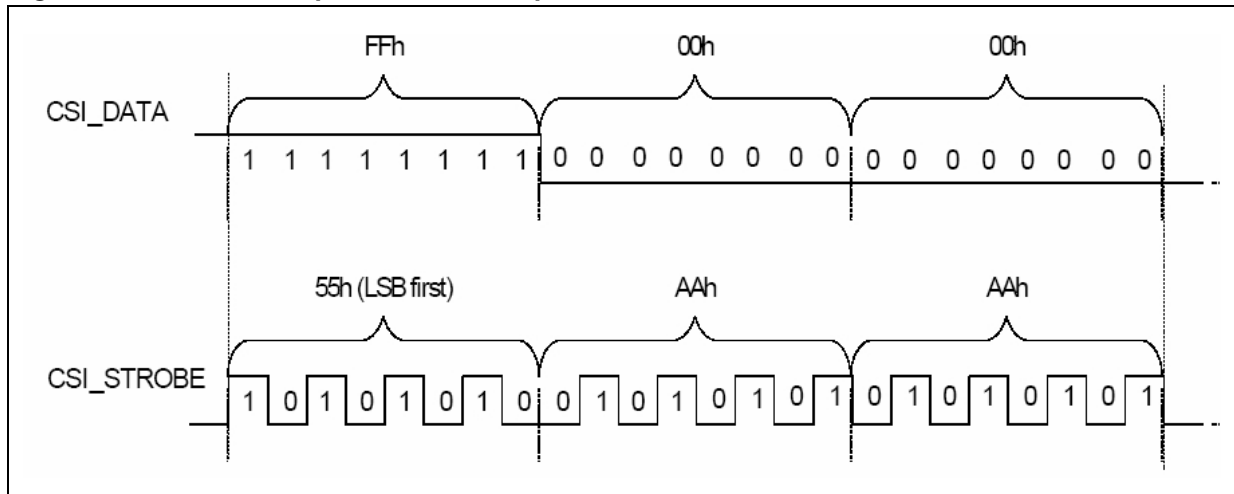 FFh 00h 00h
CSI_DATA
1 1 1 1 1 1 1 1 0 0 0 0 0 0 0 0 0 0 0 0 0 0 0 0
55h (LSB first) AAh AAh
CSI_STROBE
1 0 1 0 1 0 1 0 0 1 0 1 0 1 0 1 0 1 0 1 0 1 0 1